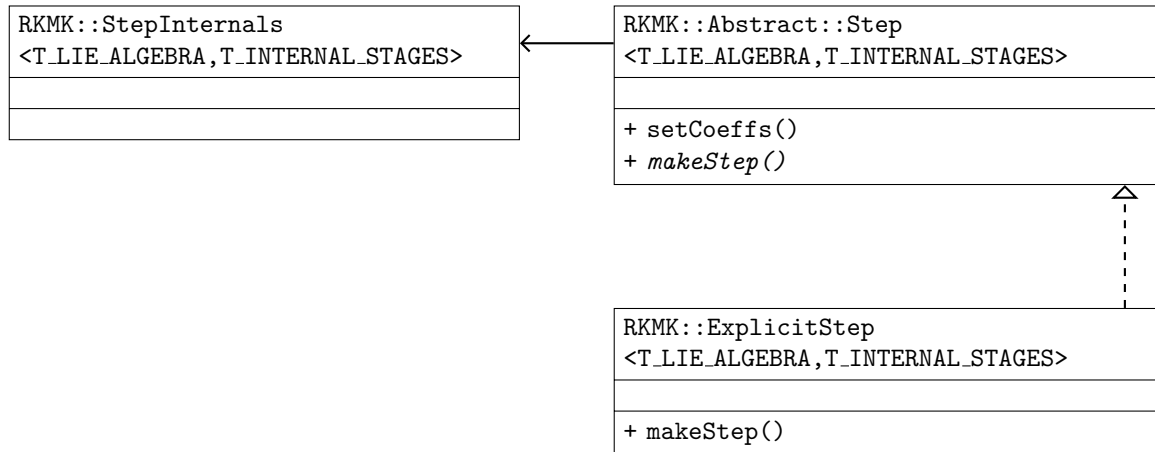 RKMK::StepInternals
<T_LIE_ALGEBRA,T_INTERNAL_STAGES>
RKMK::Abstract::Step
<T_LIE_ALGEBRA,T_INTERNAL_STAGES>
+ setCoeffs()
+ makeStep()
RKMK::ExplicitStep
<T_LIE_ALGEBRA,T_INTERNAL_STAGES>
+ makeStep()